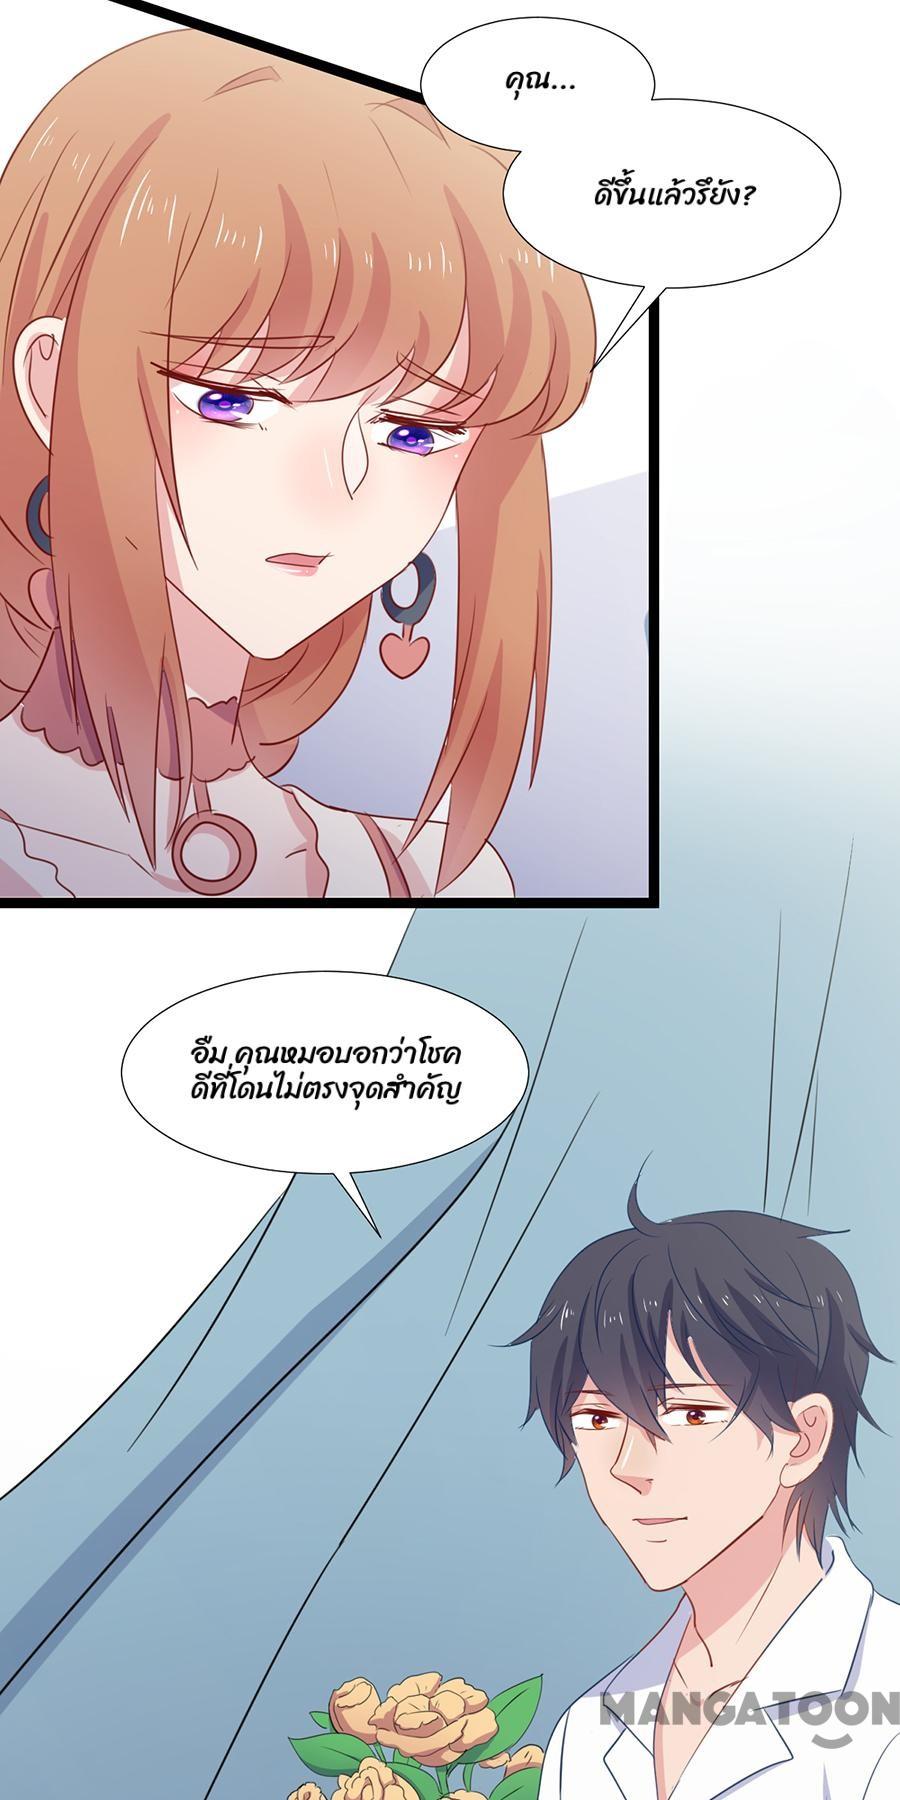 คุณ...
ดีขึ้นแล้วรึยัง?
อืม คุณหมอบอกว่าโชค
ดีที่โดนไม่ตรงจุดสำคัญ
MANGATOON